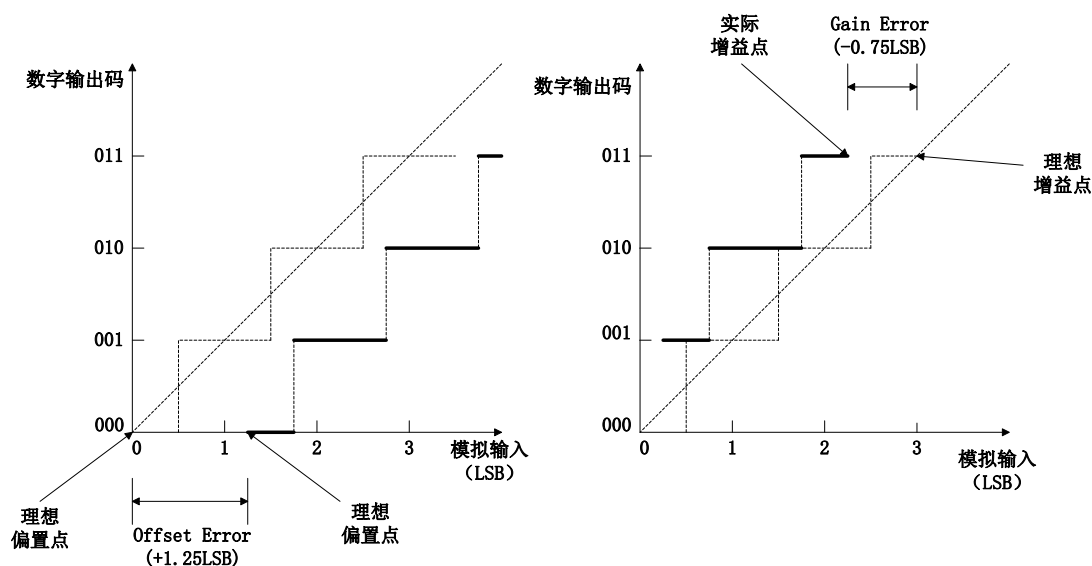 数字输出码
011
010
001
000
0
1
2
3
模拟输入
(LSB)
理想
偏置点
Offset Error
(+1.25LSB)
理想
偏置点
实际
增益点
Gain Error
(-0.75LSB)
数字输出码
011
010
001
000
0
1
2
3
模拟输入
(LSB)
理想
增益点